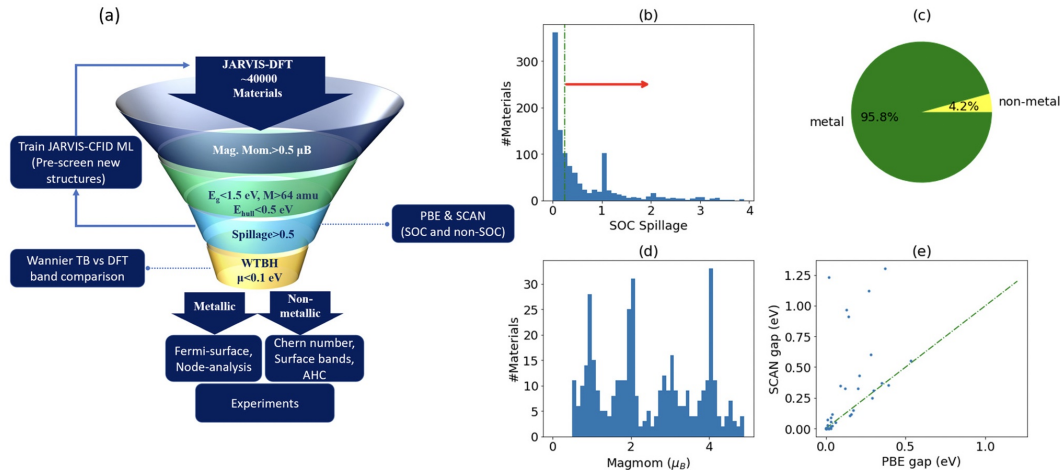 (a)
JARVIS-DFT
~40000
Materials
Mag. Mom.>0.5 μB
Train JARVIS-CFID ML
(Pre-screen new
structures)
Eg<1.5 eV, M>64 amu
Ehull<0.5 eV
Spillage>0.5
PBE & SCAN
(SOC and non-SOC)
WTBH
μ<0.1 eV
Wannier TB vs DFT
band comparison
Metallic
Non-
metallic
Fermi-surface,
Node-analysis
Chern number,
Surface bands,
AHC
Experiments
(b)
#Materials
300
200
100
0
0
1
2
3
4
SOC Spillage
(c)
metal
95.8%
4.2%
non-metal
(d)
#Materials
30
20
10
0
0
2
4
Magmom (μB)
(e)
SCAN gap (eV)
1.25
1.00
0.75
0.50
0.25
0.00
0.0
0.5
1.0
PBE gap (eV)